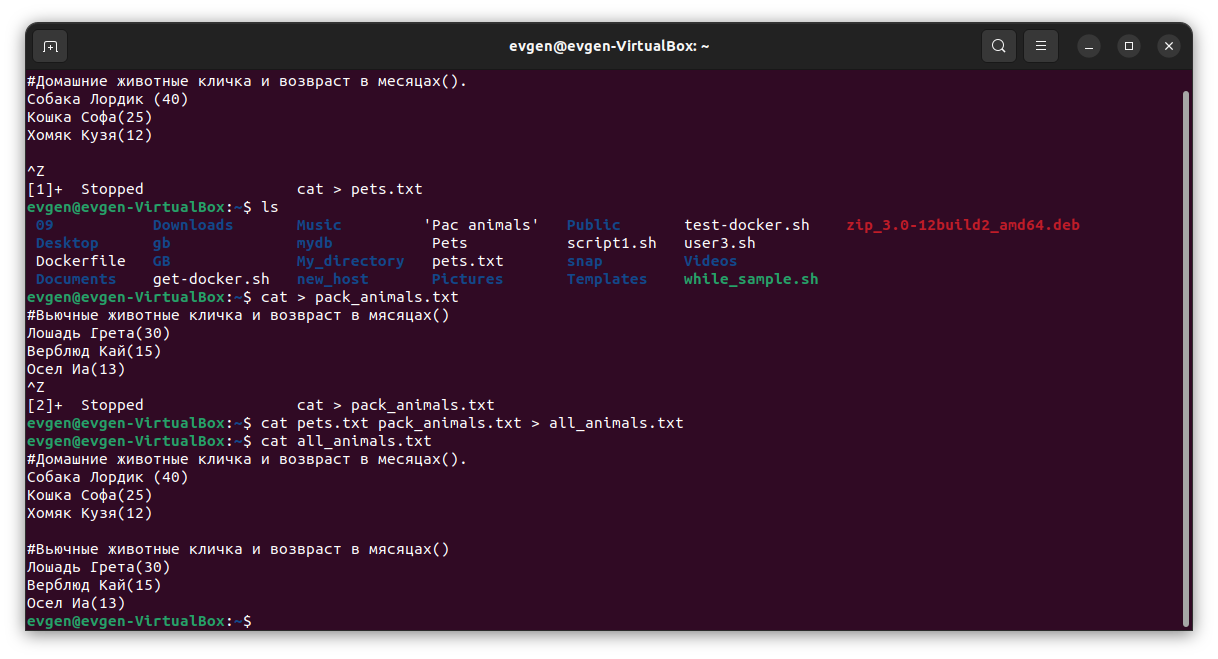 evgen@evgen-VirtualBox: ~
#Домашние животные кличка и возвраст в месяцах().
Собака Лордик (40)
Кошка Софа(25)
Хомяк Кузя(12)
^Z
[1]+  Stopped                 cat > pets.txt
evgen@evgen-VirtualBox:~$ ls
 09           Downloads       Music         'Pac animals'   Public       test-docker.sh    zip_3.0-12build2_amd64.deb
 Desktop      gb              mydb           Pets           script1.sh   user3.sh
 Dockerfile   GB              My_directory   pets.txt       snap         Videos
 Documents    get-docker.sh   new_host       Pictures       Templates    while_sample.sh
evgen@evgen-VirtualBox:~$ cat > pack_animals.txt
#Вьючные животные кличка и возвраст в мясяцах()
Лошадь Грета(30)
Верблюд Кай(15)
Осел Иа(13)
^Z
[2]+  Stopped                 cat > pack_animals.txt
evgen@evgen-VirtualBox:~$ cat pets.txt pack_animals.txt > all_animals.txt
evgen@evgen-VirtualBox:~$ cat all_animals.txt
#Домашние животные кличка и возвраст в месяцах().
Собака Лордик (40)
Кошка Софа(25)
Хомяк Кузя(12)
#Вьючные животные кличка и возвраст в мясяцах()
Лошадь Грета(30)
Верблюд Кай(15)
Осел Иа(13)
evgen@evgen-VirtualBox:~$